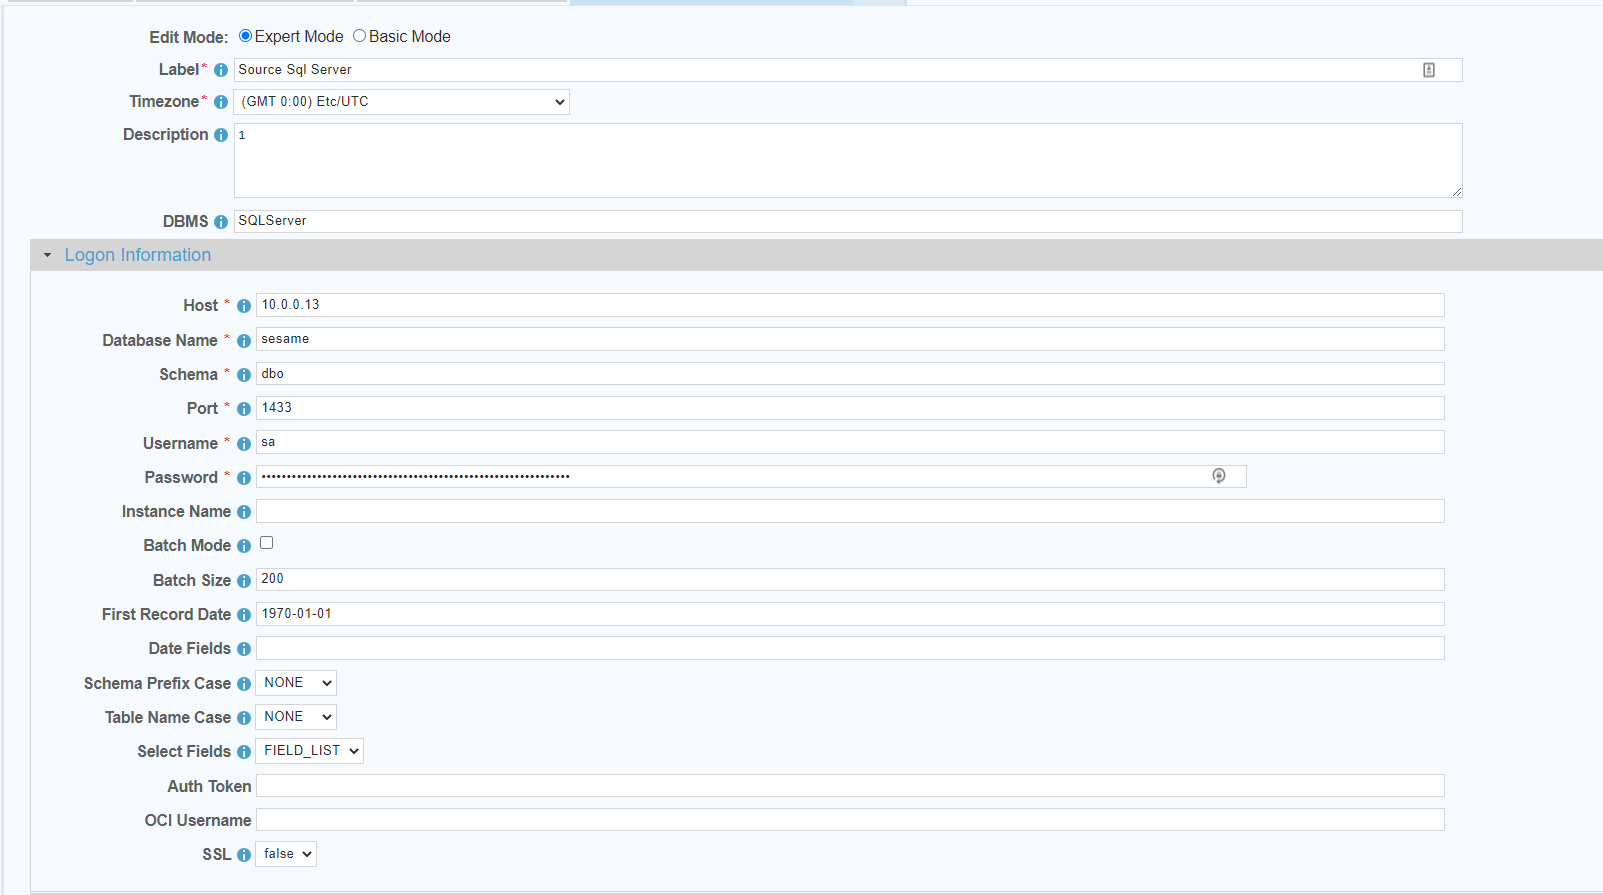 Edit Mode: Expert Mode Basic Mode
Label* Source Sql Server
Timezone* (GMT 0:00) Etc/UTC
Description 1
DBMS SQLServer
Logon Information
Host * 10.0.0.13
Database Name * sesame
Schema * dbo
Port * 1433
Username * sa
Password * ••••••••••••••••••••••••••••••••••••••••••••••••••••••••••••
Instance Name
Batch Mode
Batch Size 200
First Record Date 1970-01-01
Date Fields
Schema Prefix Case NONE
Table Name Case NONE
Select Fields FIELD_LIST
Auth Token
OCI Username
SSL false